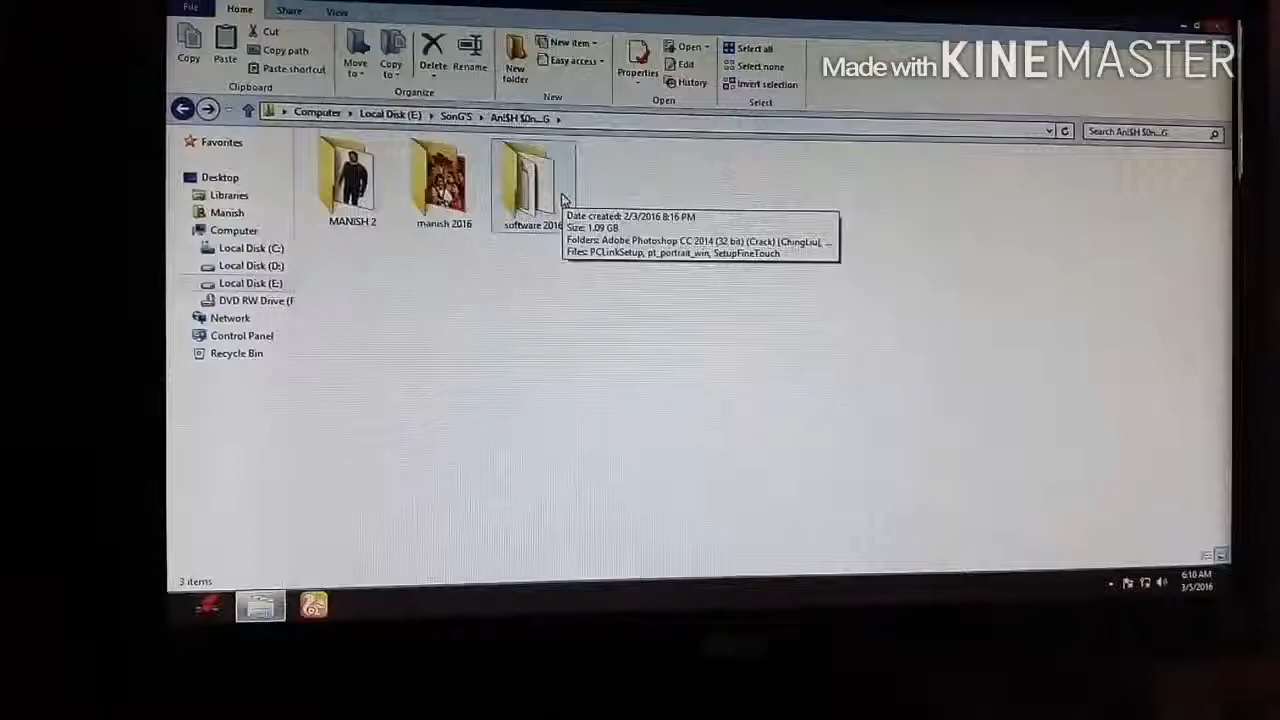 File Home Share View
Made with KINEMASTER
Copy Paste Cut Copy path Paste shortcut
Clipboard
Move to Copy to Delete Rename
Organize
New folder New item Easy access
New
Properties Open Edit History
Open
Select all Select none Invert selection
Select
Computer Local Disk (E) SonG'S An!$H $0n...G
Search An!$H $0n...G
Favorites
Desktop
Libraries
Manish
Computer
Local Disk (C:)
Local Disk (D:)
Local Disk (E:)
DVD RW Drive (F
Network
Control Panel
Recycle Bin
MANISH 2
manish 2016
software 2016
Date created: 2/3/2016 8:16 PM
Size: 1.09 GB
Folders: Adobe Photoshop CC 2014 (32 bit) (Crack) [ChingLiu], ...
Files: PCLinkSetup, pt_portrait_win, SetupFineTouch
3 items
6:10 AM
3/5/2016